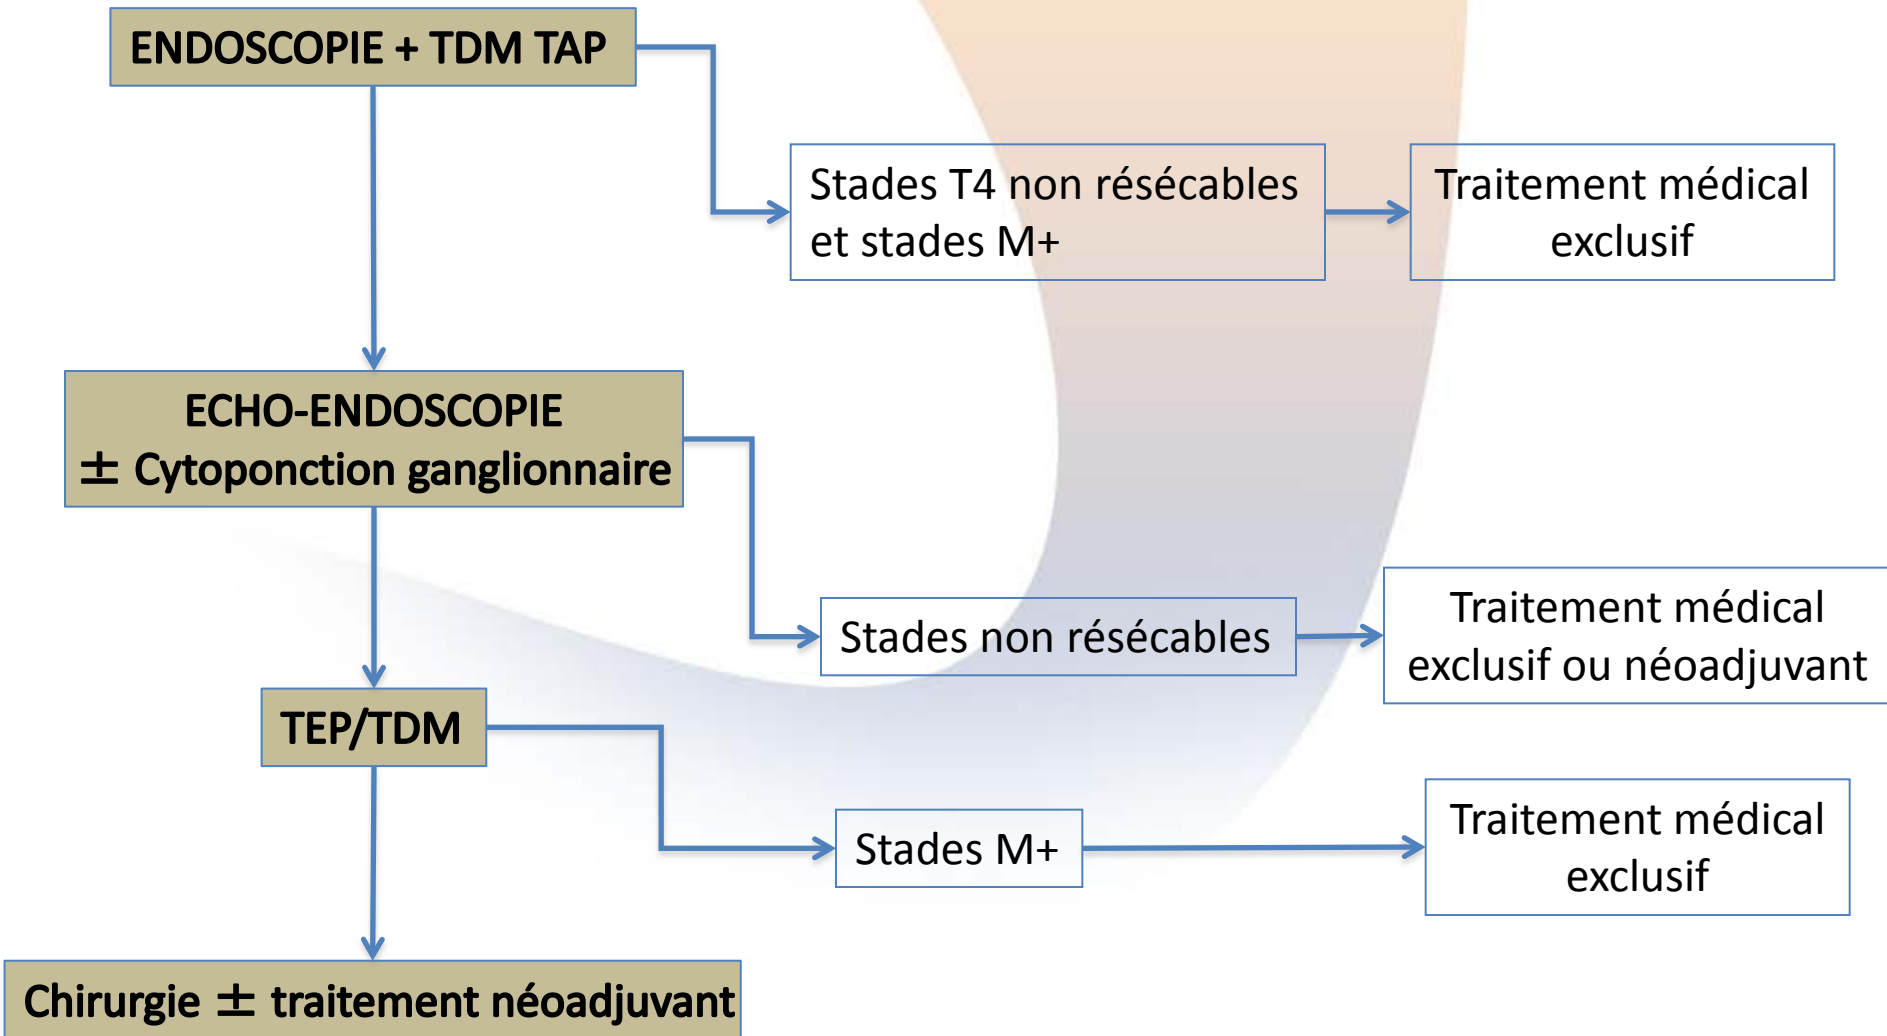 ENDOSCOPIE + TDM TAP
Stades T4 non résécables
et stades M+
Traitement médical
exclusif
ECHO-ENDOSCOPIE
± Cytoponction ganglionnaire
Stades non résécables
Traitement médical
exclusif ou néoadjuvant
TEP/TDM
Stades M+
Traitement médical
exclusif
Chirurgie ± traitement néoadjuvant